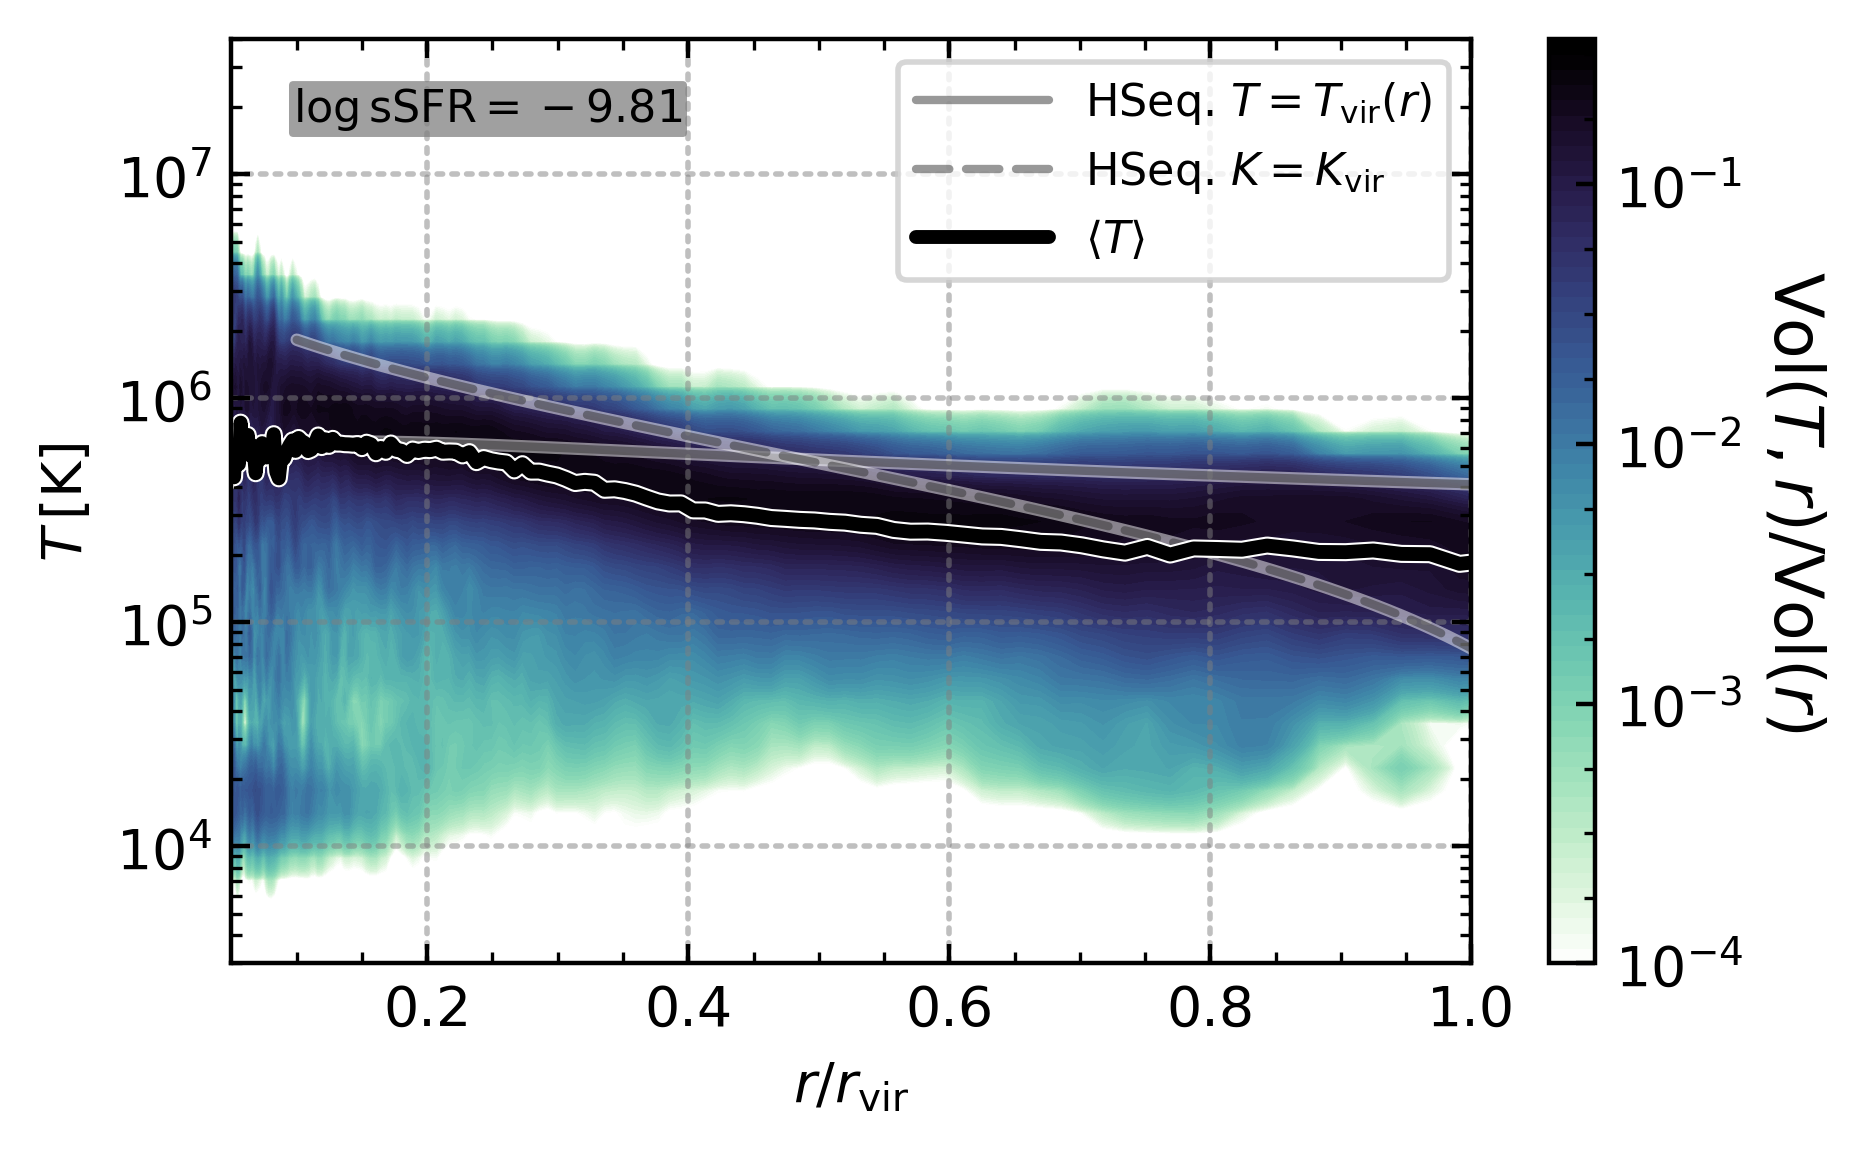 log sSFR = −9.81
HSeq. T = T_vir(r)
HSeq. K = K_vir
⟨T⟩
10^7
10^6
10^5
10^4
T [K]
0.2 0.4 0.6 0.8 1.0
r/r_vir
10^−1
10^−2
10^−3
10^−4
Vol(T, r)/Vol(r)